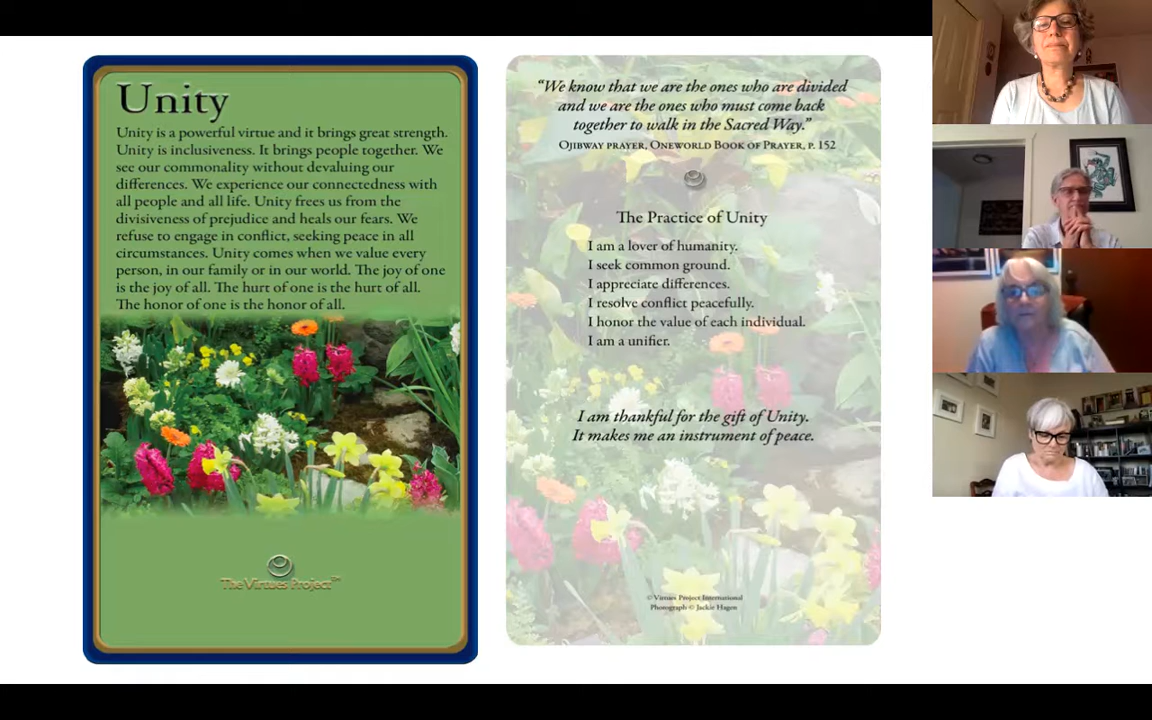 Unity
Unity is a powerful virtue and it brings great strength.
Unity is inclusiveness. It brings people together. We
see our commonality without devaluing our
differences. We experience our connectedness with
all people and all life. Unity frees us from the
divisiveness of prejudice and heals our fears. We
refuse to engage in conflict, seeking peace in all
circumstances. Unity comes when we value every
person, in our family or in our world. The joy of one
is the joy of all. The hurt of one is the hurt of all.
The honor of one is the honor of all.
The Virtues Project™
“We know that we are the ones who are divided
and we are the ones who must come back
together to walk in the Sacred Way.”
Ojibway prayer, Oneworld Book of Prayer, p. 152
The Practice of Unity
I am a lover of humanity.
I seek common ground.
I appreciate differences.
I resolve conflict peacefully.
I honor the value of each individual.
I am a unifier.
I am thankful for the gift of Unity.
It makes me an instrument of peace.
© Virtues Project International
Photograph © Jackie Hagen